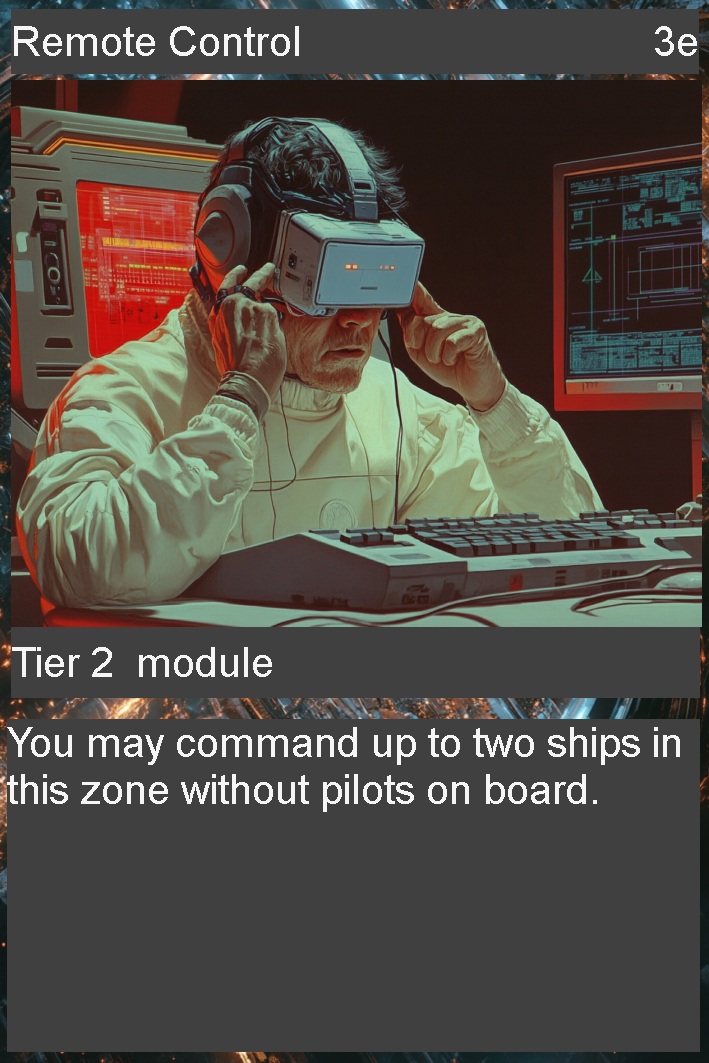 Remote Control 3e
Tier 2 module
You may command up to two ships in
this zone without pilots on board.